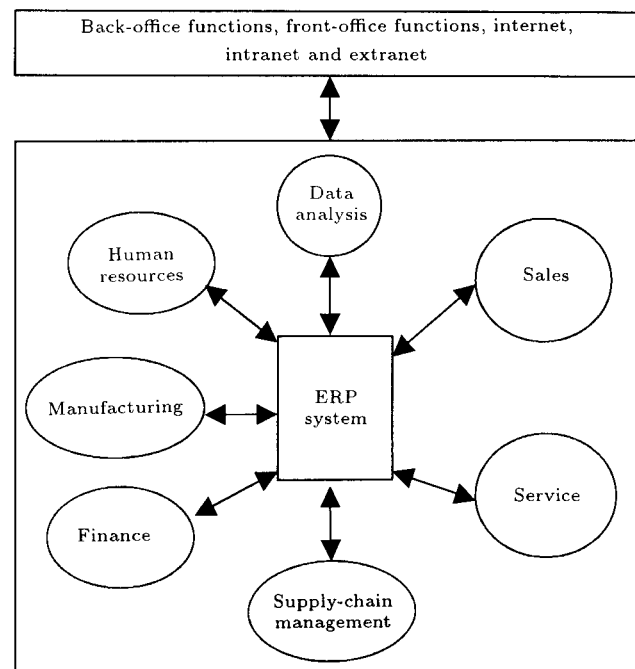 Back-office functions, front-office functions, internet,
intranet and extranet
Data
analysis
Human
resources
Sales
Manufacturing
ERP
system
Finance
Service
Supply-chain
management